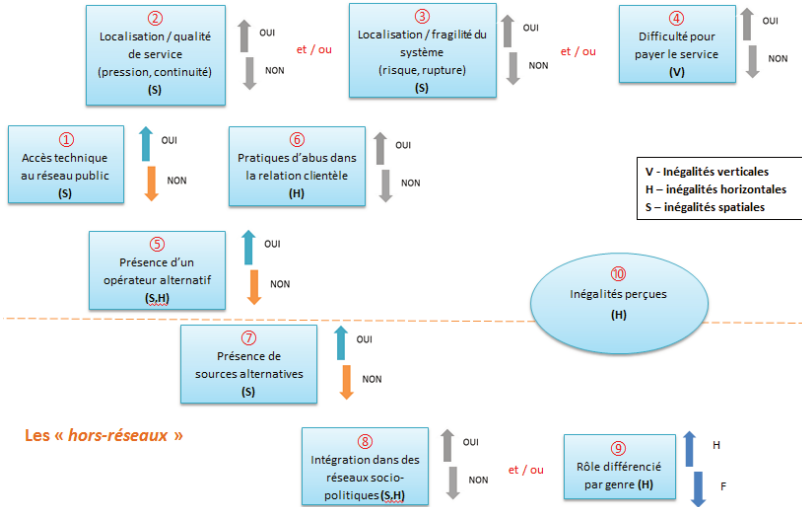 ②
Localisation / qualité
de service
(pression, continuité)
(S)
OUI
NON
et / ou
③
Localisation / fragilité du
système
(risque, rupture)
(S)
OUI
NON
et / ou
④
Difficulté pour
payer le service
(V)
OUI
NON
①
Accès technique
au réseau public
(S)
OUI
NON
⑥
Pratiques d'abus dans
la relation clientèle
(H)
OUI
NON
V - Inégalités verticales
H – inégalités horizontales
S – inégalités spatiales
⑤
Présence d'un
opérateur alternatif
(S,H)
OUI
NON
⑩
Inégalités perçues
(H)
⑦
Présence de
sources alternatives
(S)
OUI
NON
Les « hors-réseaux »
⑧
Intégration dans des
réseaux socio-
politiques (S,H)
OUI
NON
et / ou
⑨
Rôle différencié
par genre (H)
H
F